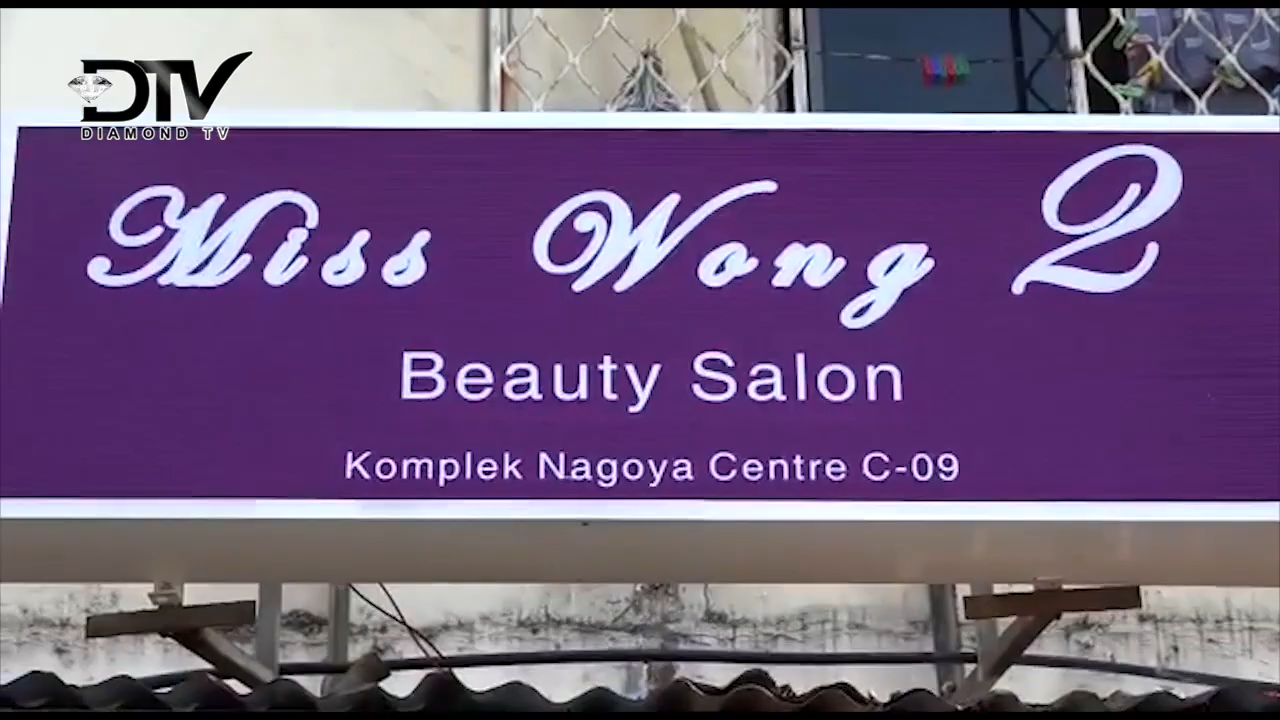 DTV
DIAMOND TV
Miss Wong 2
Beauty Salon
Komplek Nagoya Centre C-09